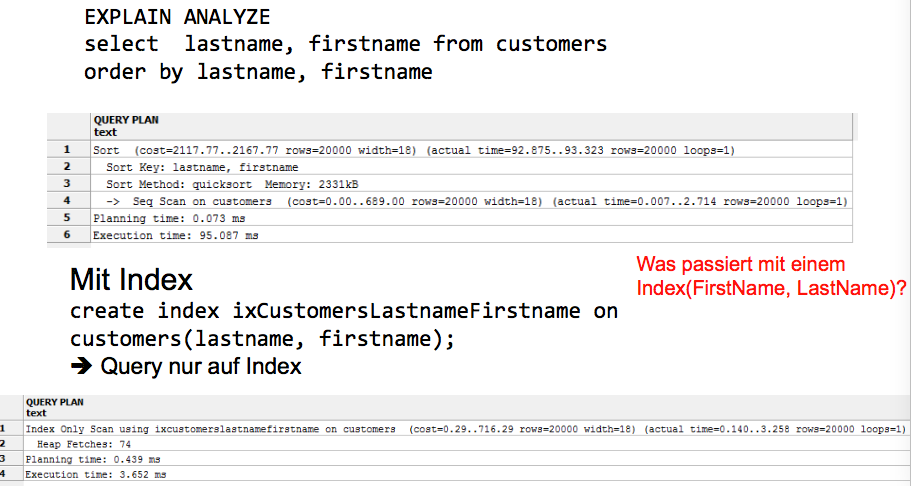 EXPLAIN ANALYZE
select  lastname, firstname from customers
order by lastname, firstname
QUERY PLAN
text
1 Sort  (cost=2117.77..2167.77 rows=20000 width=18) (actual time=92.875..93.323 rows=20000 loops=1)
2 Sort Key: lastname, firstname
3 Sort Method: quicksort  Memory: 2331kB
4 ->  Seq Scan on customers  (cost=0.00..689.00 rows=20000 width=18) (actual time=0.007..2.714 rows=20000 loops=1)
5 Planning time: 0.073 ms
6 Execution time: 95.087 ms
Was passiert mit einem
Index(FirstName, LastName)?
Mit Index
create index ixCustomersLastnameFirstname on
customers(lastname, firstname);
➔ Query nur auf Index
QUERY PLAN
text
1 Index Only Scan using ixcustomerslastnamefirstname on customers  (cost=0.29..716.29 rows=20000 width=18) (actual time=0.140..3.258 rows=20000 loops=1)
2 Heap Fetches: 74
3 Planning time: 0.439 ms
4 Execution time: 3.652 ms